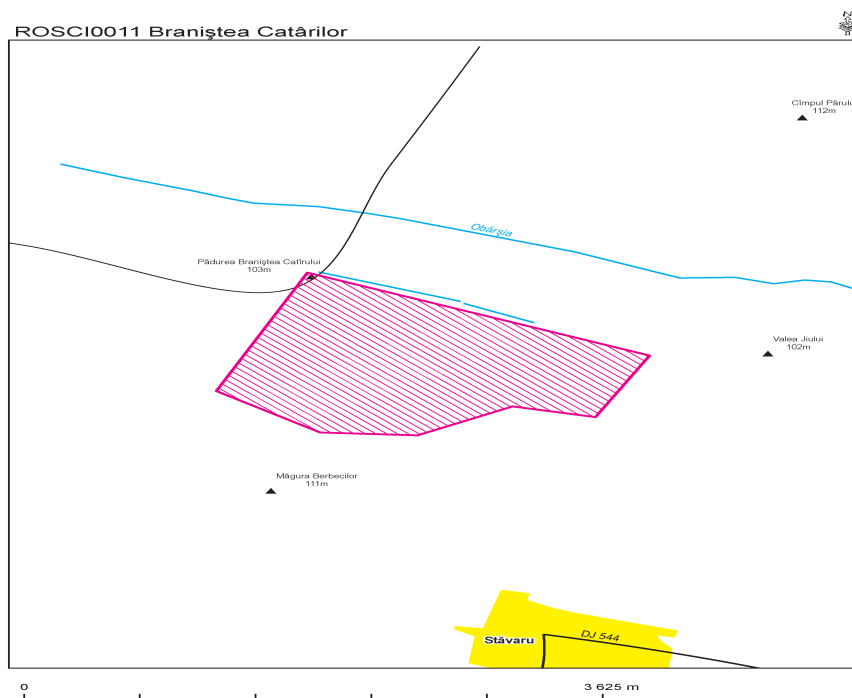 ROSCI0011 Braniştea Catârilor
Cîmpul Părului
112m
Obârşia
Pădurea Braniştea Catîrului
103m
Valea Jiului
102m
Măgura Berbecilor
111m
Stăvaru
DJ 544
0
3 625 m